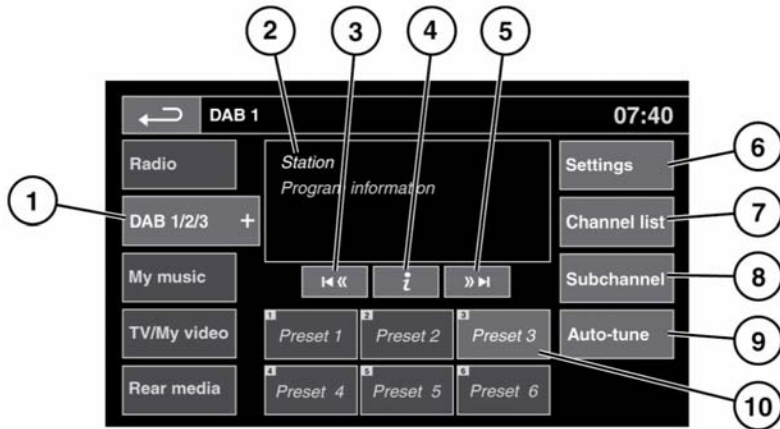 2 3 4 5
DAB 1 07:40
Radio
Station
Program information
Settings
6
1
DAB 1/2/3 +
Channel list
7
My music
i
Subchannel
8
TV/My video
1 Preset 1
2 Preset 2
3 Preset 3
Auto-tune
9
Rear media
4 Preset 4
5 Preset 5
6 Preset 6
10